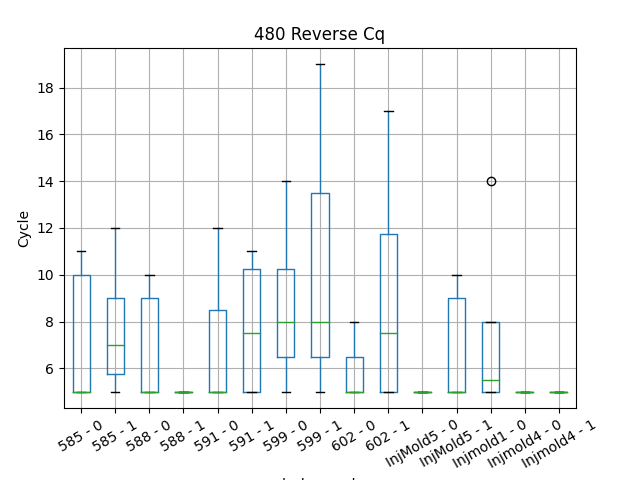 480 Reverse Cq
18
16
14
12
10
8
6
Cycle
585 - 0
585 - 1
588 - 0
588 - 1
591 - 0
591 - 1
599 - 0
599 - 1
602 - 0
602 - 1
InjMold5 - 0
InjMold5 - 1
Injmold1 - 0
Injmold4 - 0
Injmold4 - 1